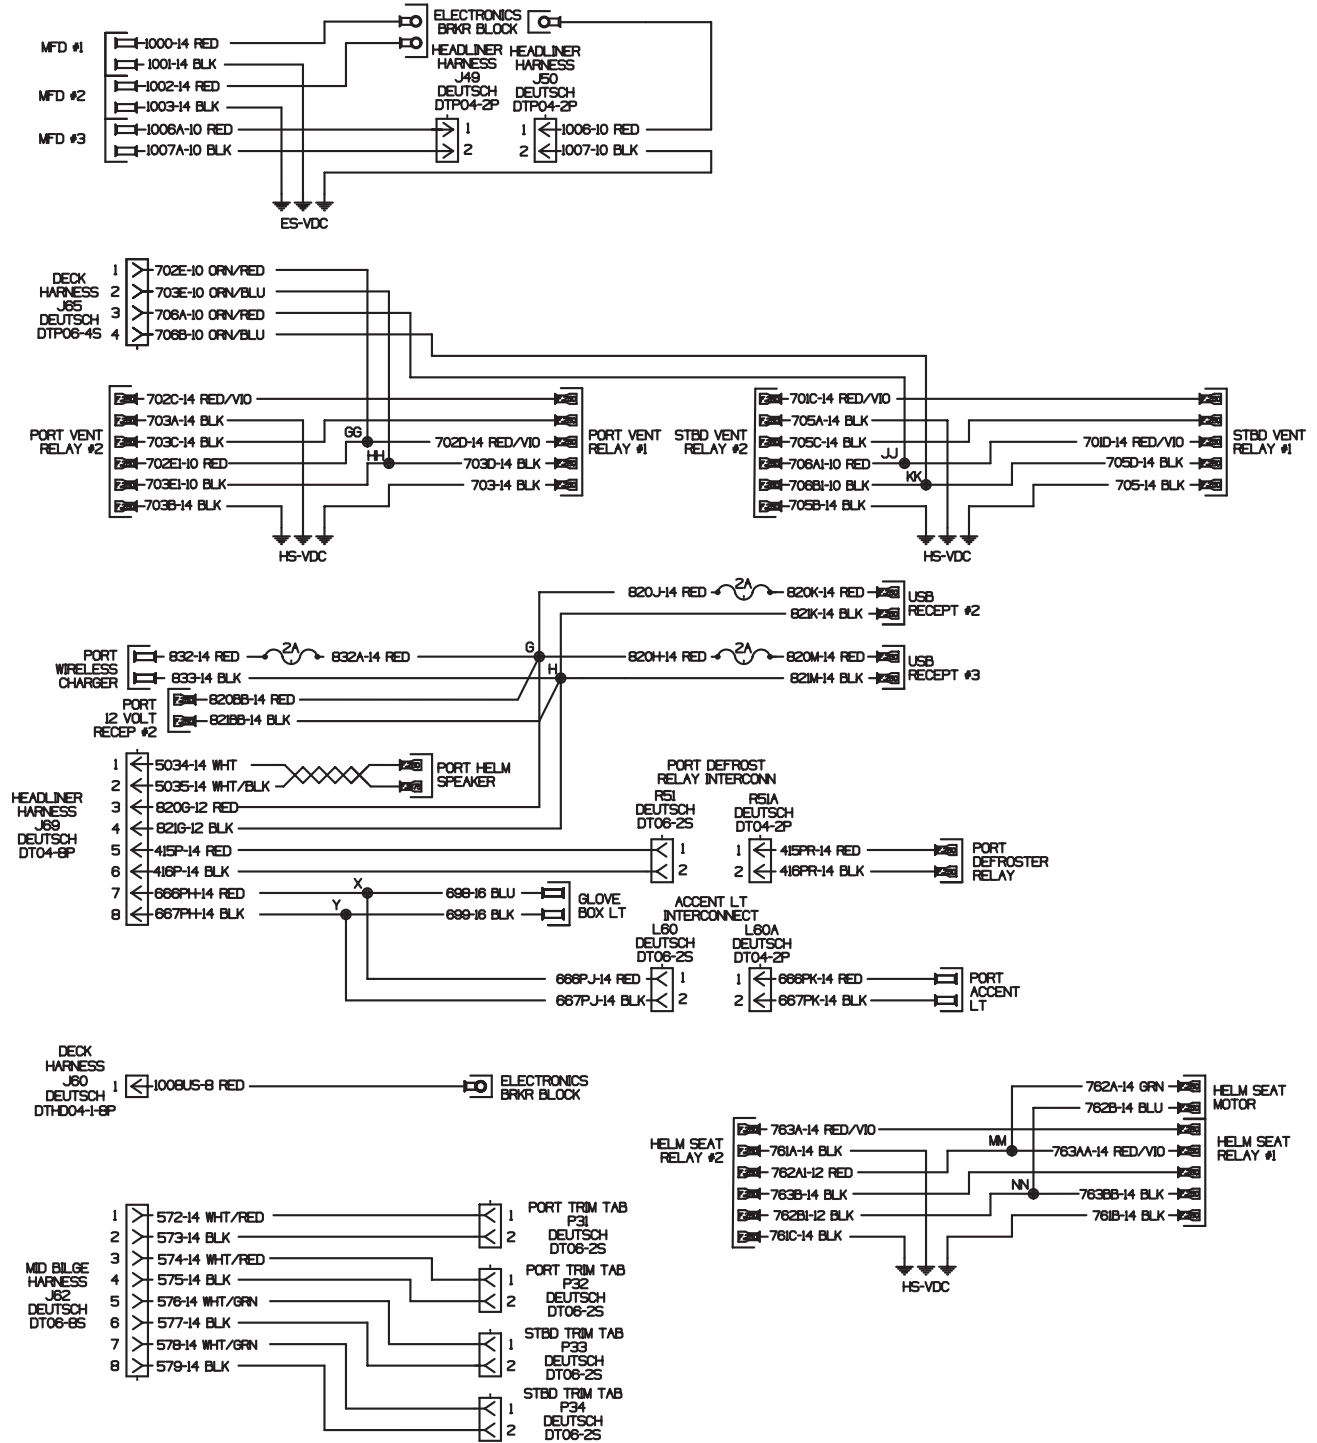 MFD #1
1000-14 RED
1001-14 BLK
MFD #2
1002-14 RED
1003-14 BLK
MFD #3
1006A-10 RED
1007A-10 BLK
ELECTRONICS
BRKR BLOCK
HEADLINER
HARNESS
J49
DEUTSCH
DTP04-2P
1
2
HEADLINER
HARNESS
J50
DEUTSCH
DTP04-2P
1
2
1006-10 RED
1007-10 BLK
ES-VDC
DECK
HARNESS
J65
DEUTSCH
DTP06-4S
1
2
3
4
702E-10 ORN/RED
703E-10 ORN/BLU
706A-10 ORN/RED
706B-10 ORN/BLU
PORT VENT
RELAY #2
702C-14 RED/VIO
703A-14 BLK
703C-14 BLK
702E1-10 RED
703E1-10 BLK
703B-14 BLK
GG
HH
702D-14 RED/VIO
703D-14 BLK
703-14 BLK
PORT VENT
RELAY #1
HS-VDC
STBD VENT
RELAY #2
701C-14 RED/VIO
705A-14 BLK
705C-14 BLK
706A1-10 RED
706B1-10 BLK
705B-14 BLK
JJ
KK
701D-14 RED/VIO
705D-14 BLK
705-14 BLK
STBD VENT
RELAY #1
HS-VDC
820J-14 RED
2A
820K-14 RED
821K-14 BLK
USB
RECEPT #2
PORT
WIRELESS
CHARGER
832-14 RED
2A
832A-14 RED
833-14 BLK
G
H
820H-14 RED
2A
820M-14 RED
821M-14 BLK
USB
RECEPT #3
PORT
12 VOLT
RECEP #2
820BB-14 RED
821BB-14 BLK
HEADLINER
HARNESS
J69
DEUTSCH
DT04-8P
1
2
3
4
5
6
7
8
5034-14 WHT
5035-14 WHT/BLK
820G-12 RED
821G-12 BLK
415P-14 RED
416P-14 BLK
666PH-14 RED
667PH-14 BLK
PORT HELM
SPEAKER
PORT DEFROST
RELAY INTERCONN
R51
DEUTSCH
DT06-2S
1
2
R51A
DEUTSCH
DT04-2P
1
2
415PR-14 RED
416PR-14 BLK
PORT
DEFROSTER
RELAY
X
Y
698-16 BLU
699-16 BLK
GLOVE
BOX LT
ACCENT LT
INTERCONNECT
L60
DEUTSCH
DT06-2S
666PJ-14 RED
667PJ-14 BLK
1
2
L60A
DEUTSCH
DT04-2P
1
2
666PK-14 RED
667PK-14 BLK
PORT
ACCENT
LT
DECK
HARNESS
J60
DEUTSCH
DTHD04-1-8P
1
1008US-8 RED
ELECTRONICS
BRKR BLOCK
HELM SEAT
RELAY #2
763A-14 RED/VIO
761A-14 BLK
762A1-12 RED
763B-14 BLK
762B1-12 BLK
761C-14 BLK
MM
NN
762A-14 GRN
762B-14 BLU
763AA-14 RED/VIO
763BB-14 BLK
761B-14 BLK
HELM SEAT
MOTOR
HELM SEAT
RELAY #1
HS-VDC
MID BILGE
HARNESS
J62
DEUTSCH
DT06-8S
1
2
3
4
5
6
7
8
572-14 WHT/RED
573-14 BLK
574-14 WHT/RED
575-14 BLK
576-14 WHT/GRN
577-14 BLK
578-14 WHT/GRN
579-14 BLK
1
2
PORT TRIM TAB
P31
DEUTSCH
DT06-2S
1
2
PORT TRIM TAB
P32
DEUTSCH
DT06-2S
1
2
STBD TRIM TAB
P33
DEUTSCH
DT06-2S
1
2
STBD TRIM TAB
P34
DEUTSCH
DT06-2S